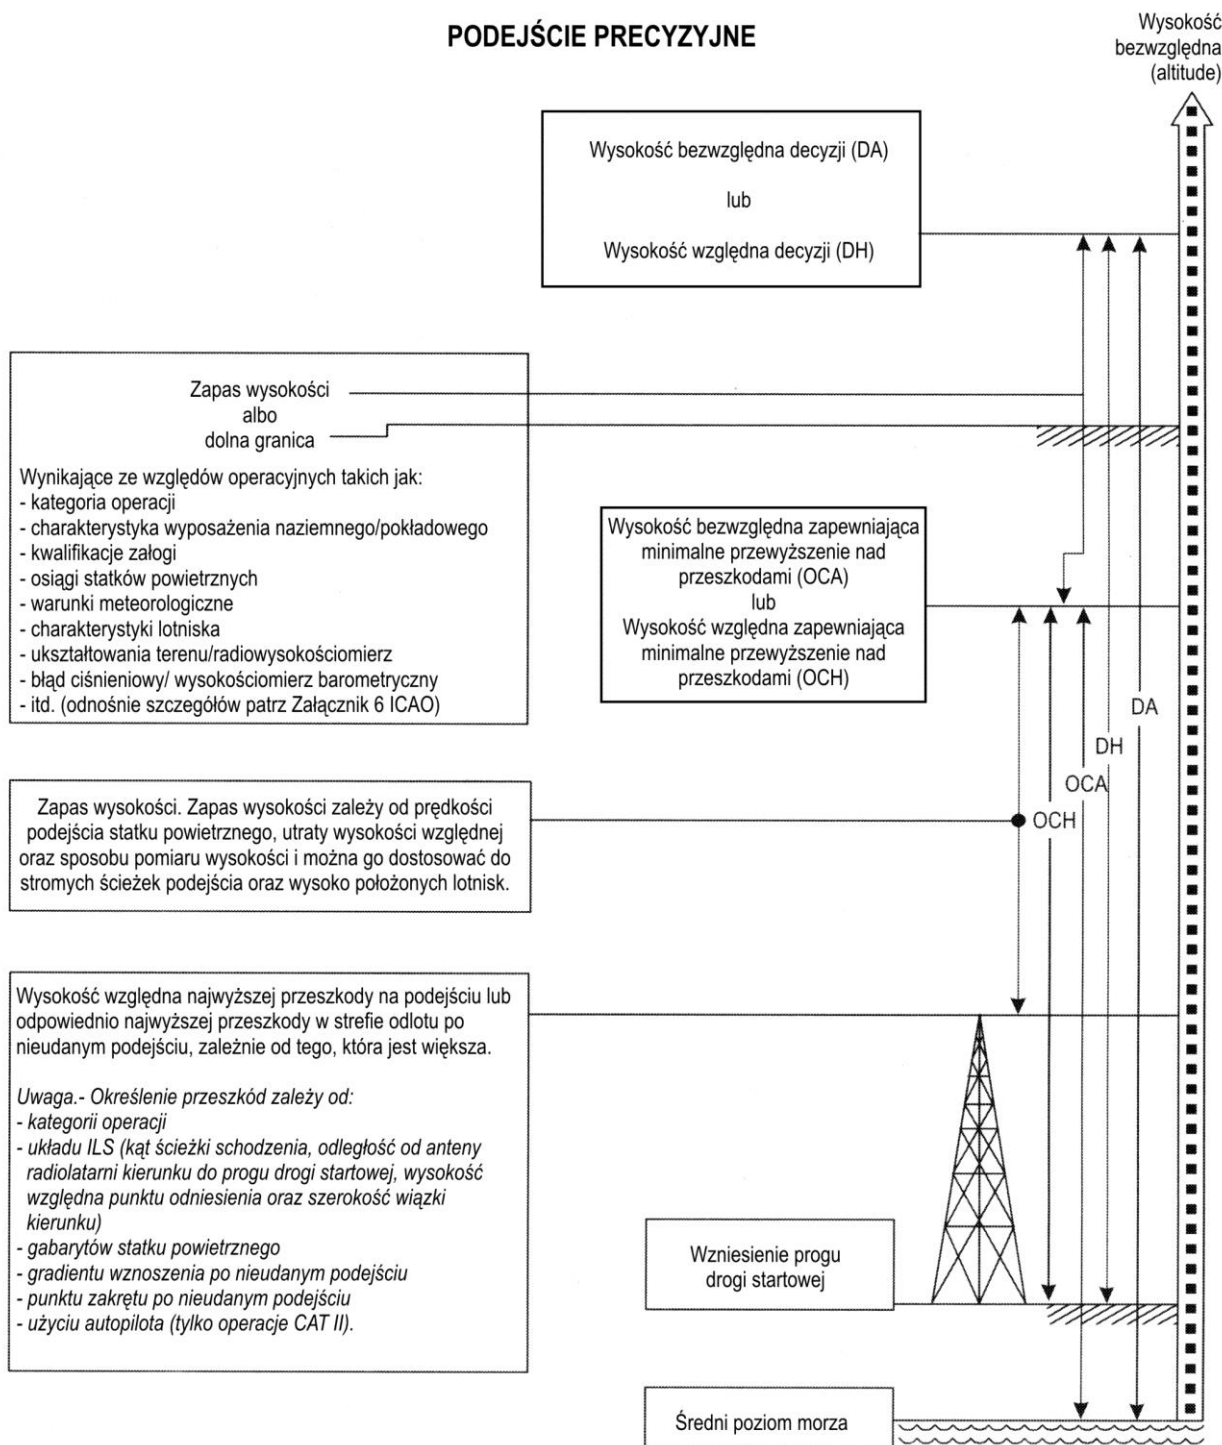 PODEJŚCIE PRECYZYJNE
Wysokość
bezwzględna
(altitude)
Wysokość bezwzględna decyzji (DA)
lub
Wysokość względna decyzji (DH)
Zapas wysokości
albo
dolna granica
Wynikające ze względów operacyjnych takich jak:
- kategoria operacji
- charakterystyka wyposażenia naziemnego/pokładowego
- kwalifikacje załogi
- osiągi statków powietrznych
- warunki meteorologiczne
- charakterystyki lotniska
- ukształtowania terenu/radiowysokościomierz
- błąd ciśnieniowy/ wysokościomierz barometryczny
- itd. (odnośnie szczegółów patrz Załącznik 6 ICAO)
Wysokość bezwzględna zapewniająca
minimalne przewyższenie nad
przeszkodami (OCA)
lub
Wysokość względna zapewniająca
minimalne przewyższenie nad
przeszkodami (OCH)
DA
DH
OCA
OCH
Zapas wysokości. Zapas wysokości zależy od prędkości
podejścia statku powietrznego, utraty wysokości względnej
oraz sposobu pomiaru wysokości i można go dostosować do
stromych ścieżek podejścia oraz wysoko położonych lotnisk.
Wysokość względna najwyższej przeszkody na podejściu lub
odpowiednio najwyższej przeszkody w strefie odlotu po
nieudanym podejściu, zależnie od tego, która jest większa.
Uwaga.- Określenie przeszkód zależy od:
- kategorii operacji
- układu ILS (kąt ścieżki schodzenia, odległość od anteny
radiolatarni kierunku do progu drogi startowej, wysokość
względna punktu odniesienia oraz szerokość wiązki
kierunku)
- gabarytów statku powietrznego
- gradientu wznoszenia po nieudanym podejściu
- punktu zakrętu po nieudanym podejściu
- użyciu autopilota (tylko operacje CAT II).
Wzniesienie progu
drogi startowej
Średni poziom morza